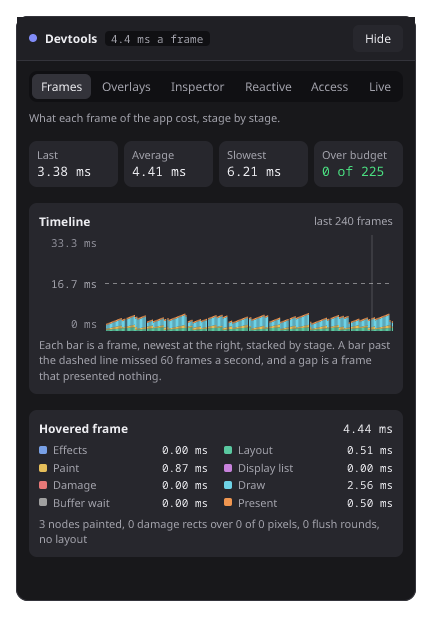 Devtools 4.4 ms a frame Hide
Frames Overlays Inspector Reactive Access Live
What each frame of the app cost, stage by stage.
Last Average Slowest Over budget
3.38 ms 4.41 ms 6.21 ms 0 of 225
Timeline last 240 frames
33.3 ms
16.7 ms
0 ms
Each bar is a frame, newest at the right, stacked by stage. A bar past
the dashed line missed 60 frames a second, and a gap is a frame
that presented nothing.
Hovered frame 4.44 ms
Effects 0.00 ms Layout 0.51 ms
Paint 0.87 ms Display list 0.00 ms
Damage 0.00 ms Draw 2.56 ms
Buffer wait 0.00 ms Present 0.50 ms
3 nodes painted, 0 damage rects over 0 of 0 pixels, 0 flush rounds,
no layout